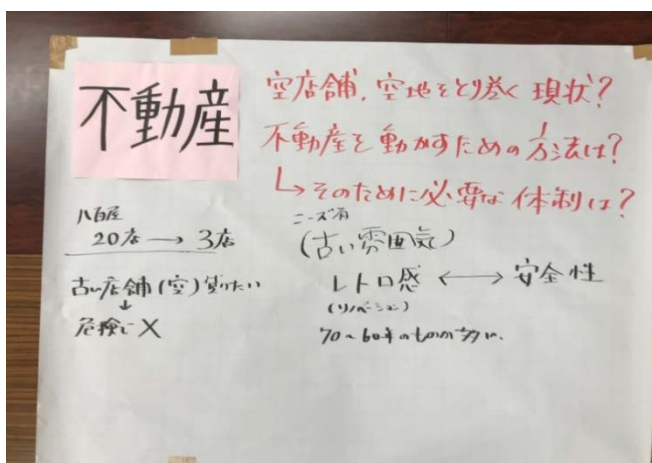 不動産
空店舗、空地をとり巻く現状?
不動産を動かすための方法は?
↳そのために必要な体制は?
八百屋
20店→3店
古い店舗(空)借りたい
↓
危険で×
ニーズ有
(古い雰囲気)
レトロ感 ←→ 安全性
(リノベーション)
70~60年のものが多い。